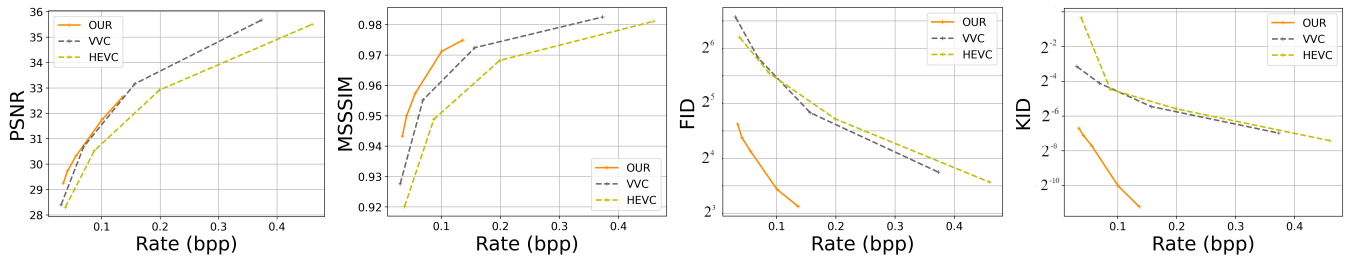 PSNR
36
35
34
33
32
31
30
29
28
OUR
VVC
HEVC
0.1 0.2 0.3 0.4
Rate (bpp)
MSSSIM
0.98
0.97
0.96
0.95
0.94
0.93
0.92
OUR
VVC
HEVC
0.1 0.2 0.3 0.4
Rate (bpp)
FID
2^6
2^5
2^4
2^3
OUR
VVC
HEVC
0.1 0.2 0.3 0.4
Rate (bpp)
KID
2^-2
2^-4
2^-6
2^-8
2^-10
OUR
VVC
HEVC
0.1 0.2 0.3 0.4
Rate (bpp)